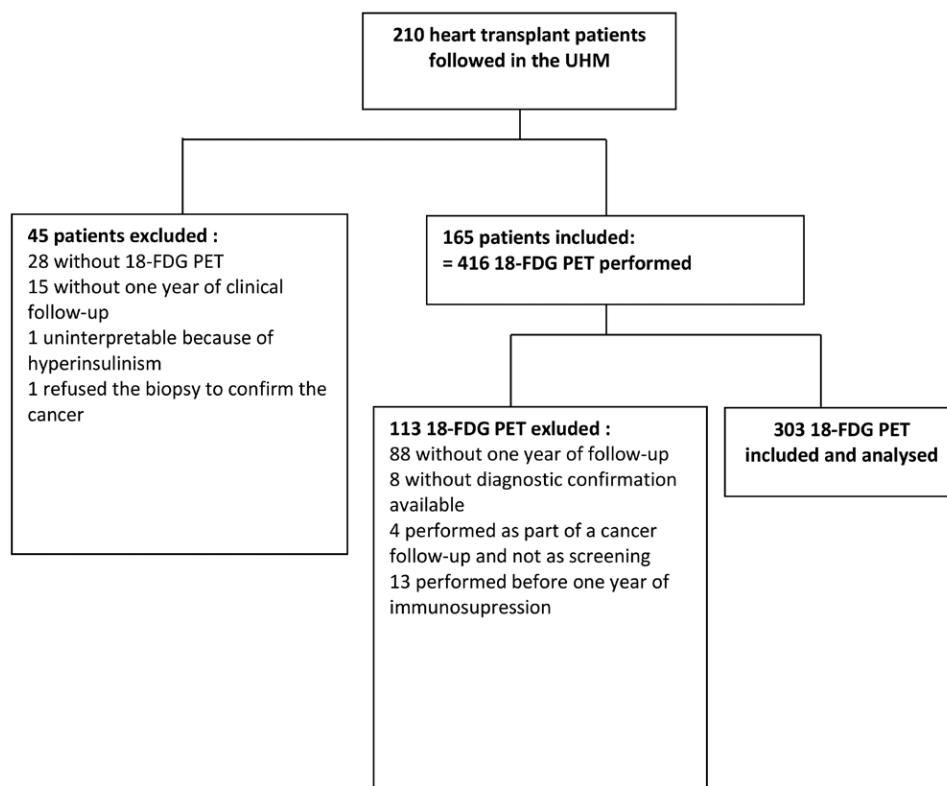 210 heart transplant patients
followed in the UHM
45 patients excluded :
28 without 18-FDG PET
15 without one year of clinical
follow-up
1 uninterpretable because of
hyperinsulinism
1 refused the biopsy to confirm the
cancer
165 patients included:
= 416 18-FDG PET performed
113 18-FDG PET exluded :
88 without one year of follow-up
8 without diagnostic confirmation
available
4 performed as part of a cancer
follow-up and not as screening
13 performed before one year of
immunosupression
303 18-FDG PET
included and analysed